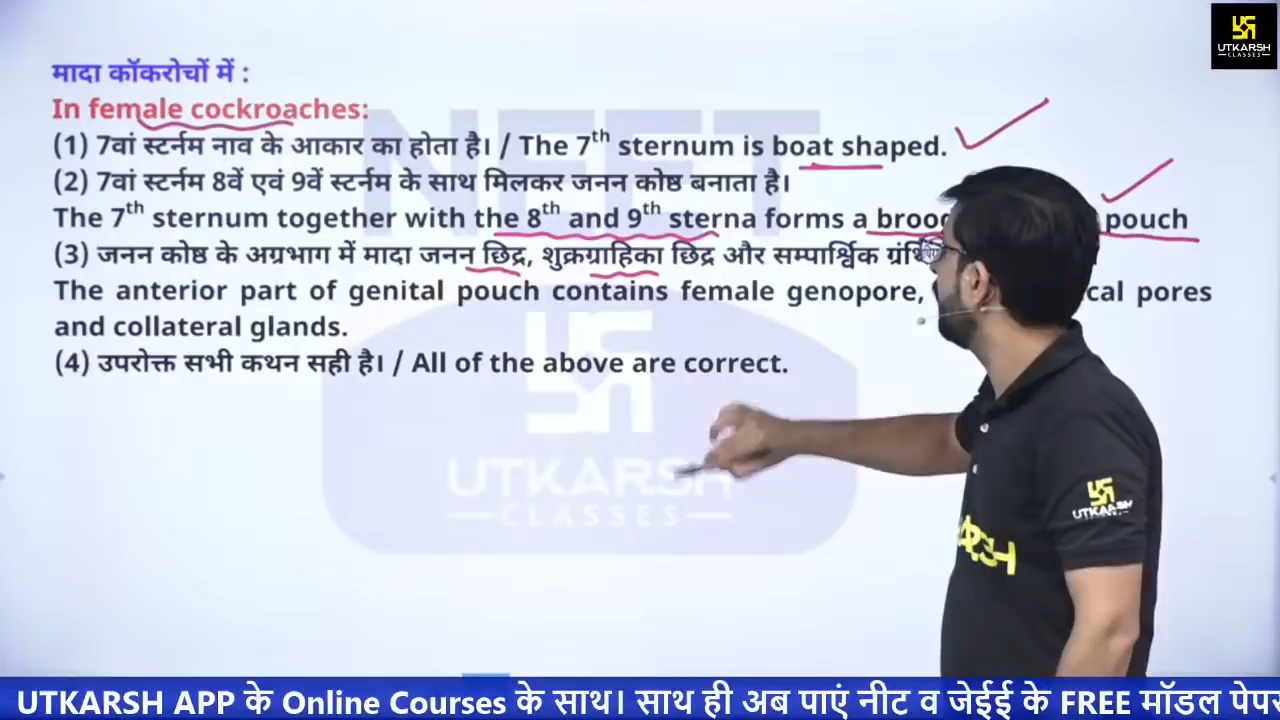 UTKARSH
CLASSES
मादा कॉकरोचों में :
In female cockroaches:
(1) 7वां स्टर्नम नाव के आकार का होता है। / The 7th sternum is boat shaped.
(2) 7वां स्टर्नम 8वें एवं 9वें स्टर्नम के साथ मिलकर जनन कोष्ठ बनाता है।
The 7th sternum together with the 8th and 9th sterna forms a pouch
(3) जनन कोष्ठ के अग्रभाग में मादा जनन छिद्र, शुक्रग्राहिका छिद्र और सम्पार्श्विक
The anterior part of genital pouch contains female genopore, pores
and collateral glands.
(4) उपरोक्त सभी कथन सही है। / All of the above are correct.
NEET
UTKARSH
CLASSES
UTKARSH
UTKARSH APP के Online Courses के साथ। साथ ही अब पाएं नीट व जेईई के FREE मॉडल